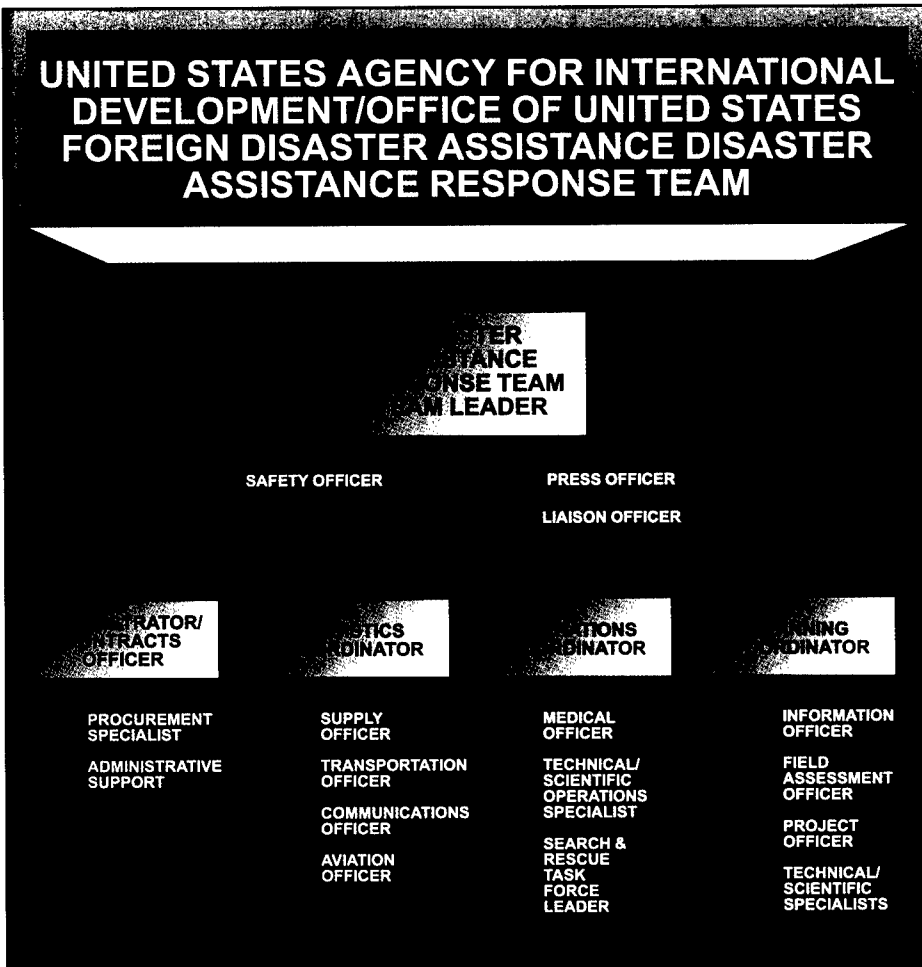 UNITED STATES AGENCY FOR INTERNATIONAL
DEVELOPMENT/OFFICE OF UNITED STATES
FOREIGN DISASTER ASSISTANCE DISASTER
ASSISTANCE RESPONSE TEAM
TEAM
LEADER
SAFETY OFFICER
PRESS OFFICER
LIAISON OFFICER
OFFICER
PROCUREMENT
SPECIALIST
ADMINISTRATIVE
SUPPORT
SUPPLY
OFFICER
TRANSPORTATION
OFFICER
COMMUNICATIONS
OFFICER
AVIATION
OFFICER
MEDICAL
OFFICER
TECHNICAL/
SCIENTIFIC
OPERATIONS
SPECIALIST
SEARCH &
RESCUE
TASK
FORCE
LEADER
INFORMATION
OFFICER
FIELD
ASSESSMENT
OFFICER
PROJECT
OFFICER
TECHNICAL/
SCIENTIFIC
SPECIALISTS